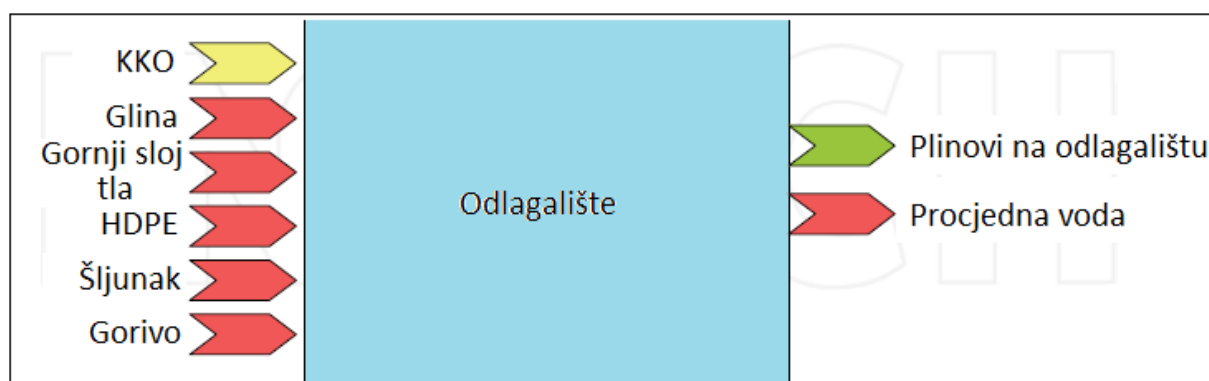 KKO
Glina
Gornji sloj
tla
HDPE
Šljunak
Gorivo
Odlagalište
Plinovi na odlagalištu
Procjedna voda